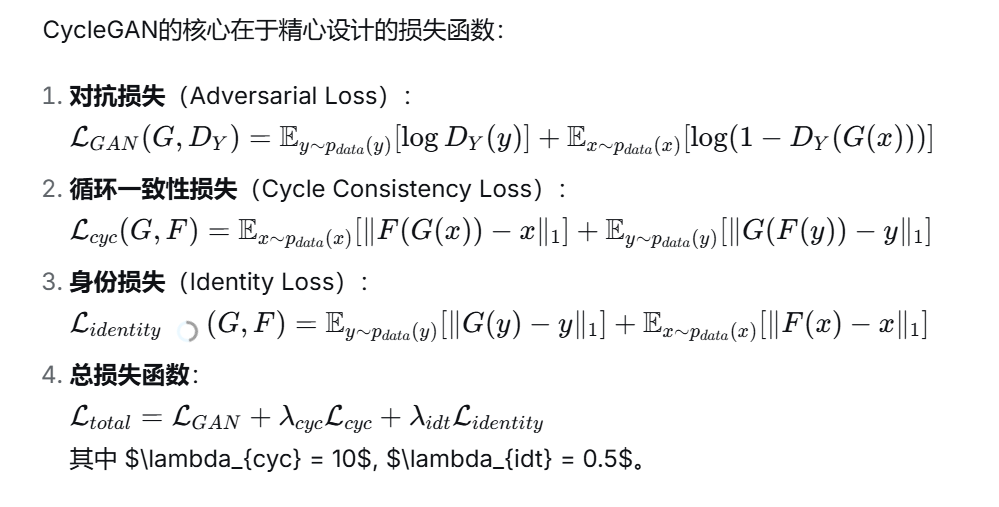 CycleGAN的核心在于精心设计的损失函数：
1. 对抗损失（Adversarial Loss）：
$\mathcal{L}_{GAN}(G, D_Y) = \mathbb{E}_{y \sim p_{data}(y)}[\log D_Y(y)] + \mathbb{E}_{x \sim p_{data}(x)}[\log(1 - D_Y(G(x)))]$
2. 循环一致性损失（Cycle Consistency Loss）：
$\mathcal{L}_{cyc}(G, F) = \mathbb{E}_{x \sim p_{data}(x)}[\|F(G(x)) - x\|_1] + \mathbb{E}_{y \sim p_{data}(y)}[\|G(F(y)) - y\|_1]$
3. 身份损失（Identity Loss）：
$\mathcal{L}_{identity}(G, F) = \mathbb{E}_{y \sim p_{data}(y)}[\|G(y) - y\|_1] + \mathbb{E}_{x \sim p_{data}(x)}[\|F(x) - x\|_1]$
4. 总损失函数：
$\mathcal{L}_{total} = \mathcal{L}_{GAN} + \lambda_{cyc}\mathcal{L}_{cyc} + \lambda_{idt}\mathcal{L}_{identity}$
其中 $\lambda_{cyc} = 10$, $\lambda_{idt} = 0.5$。